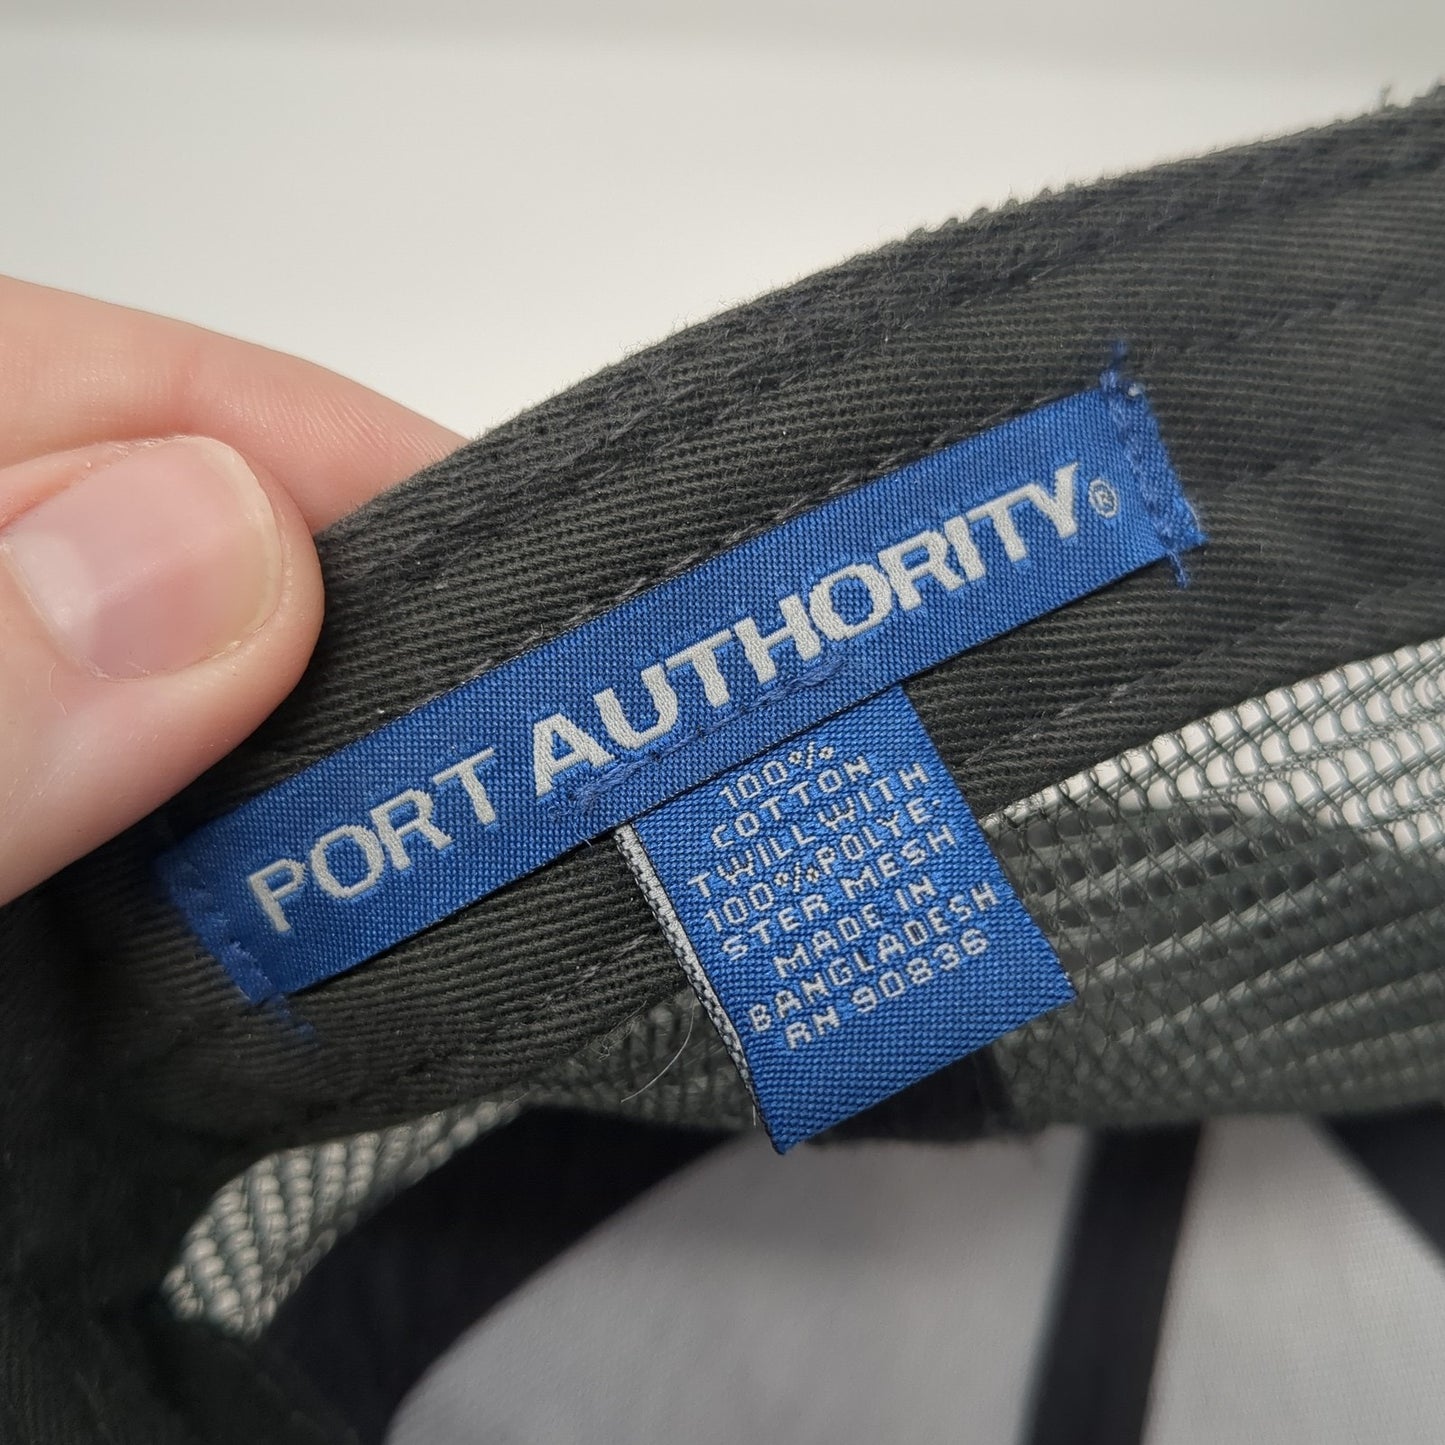 PORT AUTHORITY®
100%
COTTON
TWILL WITH
100% POLYE-
STER MESH
MADE IN
BANGLADESH
RN 90836